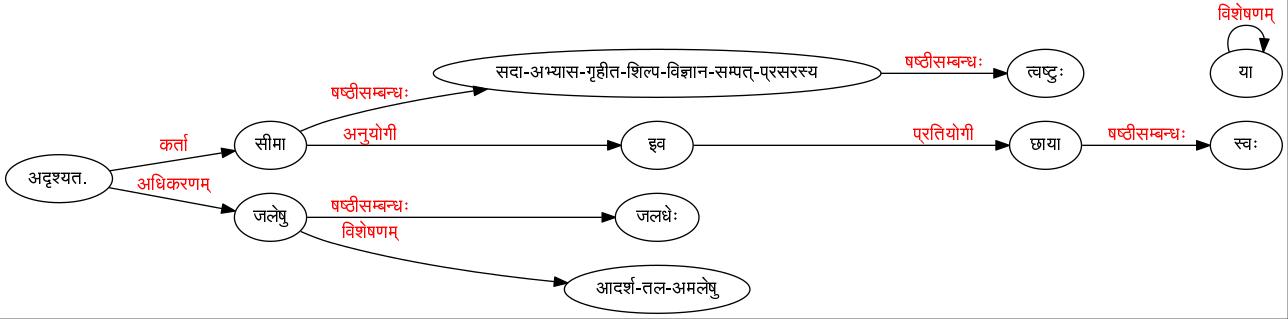 विशेषणम्
सदा-अभ्यास-गृहीत-शिल्प-विज्ञान-सम्पत्-प्रसरस्य षष्ठीसम्बन्धः त्वष्टुः या
षष्ठीसम्बन्धः
कर्ता सीमा अनुयोगी इव प्रतियोगी छाया षष्ठीसम्बन्धः स्वः
अदृश्यत.
अधिकरणम्
जलेषु षष्ठीसम्बन्धः जलधेः
विशेषणम्
आदर्श-तल-अमलेषु